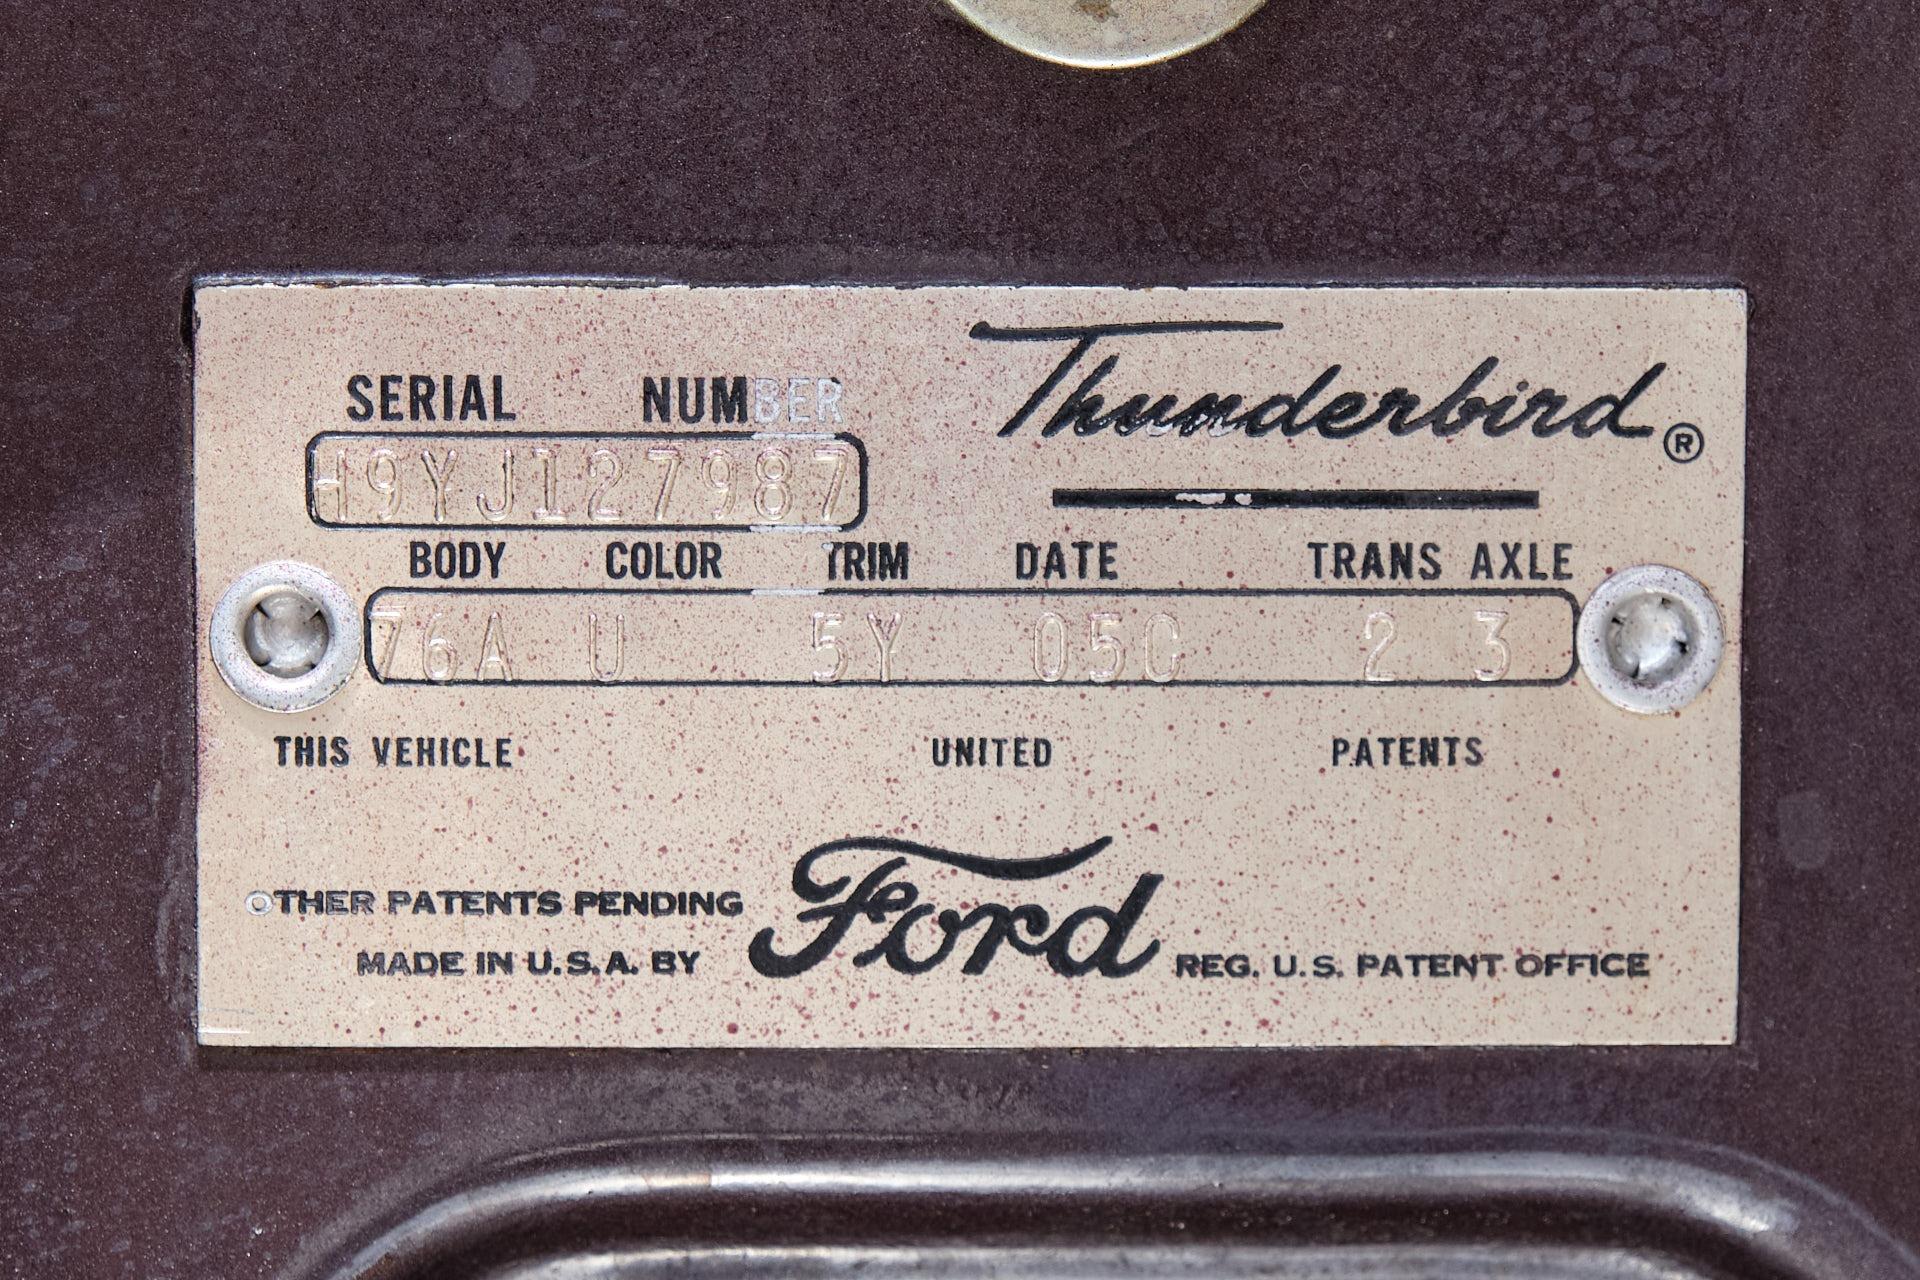 Thunderbird ®
SERIAL NUMBER
H9YJ127987
BODY COLOR TRIM DATE TRANS AXLE
76A U 5Y 05C 2 3
THIS VEHICLE UNITED PATENTS
OTHER PATENTS PENDING
MADE IN U.S.A. BY Ford REG. U.S. PATENT OFFICE